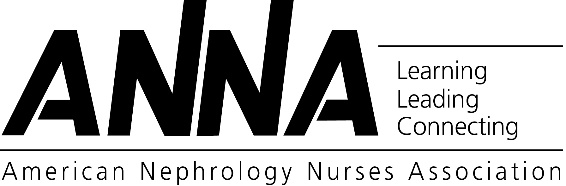 ANNA
Learning
Leading
Connecting
American Nephrology Nurses Association